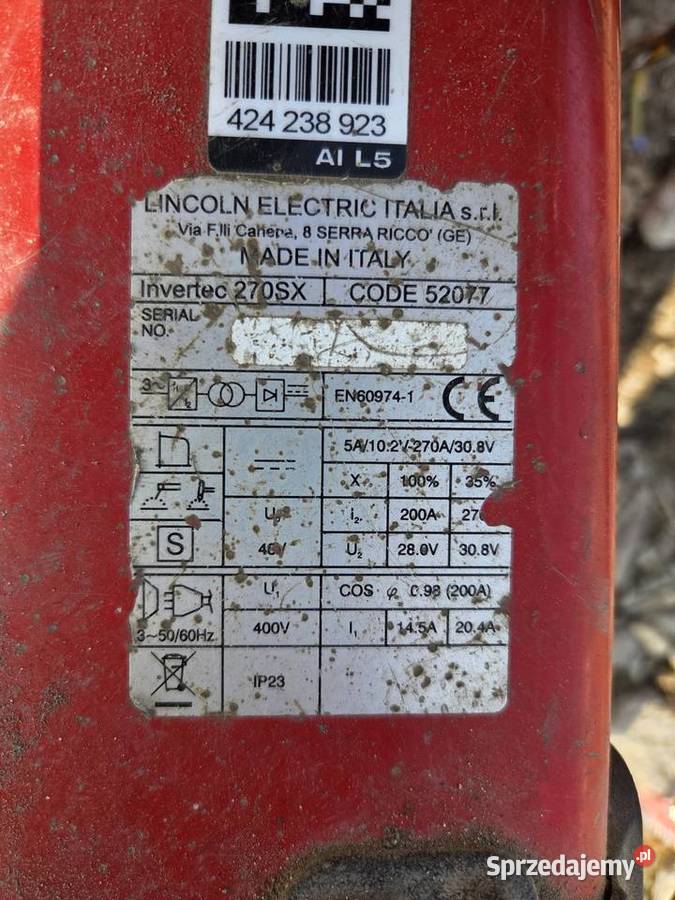 424 238 923
AI L5
LINCOLN ELECTRIC ITALIA s.r.l.
Via F.lli Canepa, 8 SERRA RICCO' (GE)
MADE IN ITALY
Invertec 270SX CODE 52077
SERIAL
NO.
3~ EN60974-1 CE
5A/10.2V-270A/30.8V
X 100% 35%
U0 I2 200A
S 48V U2 28.0V 30.8V
U1 COS φ 0.98 (200A)
3~50/60Hz 400V I1 14.5A 20.4A
IP23
Sprzedajemy.pl